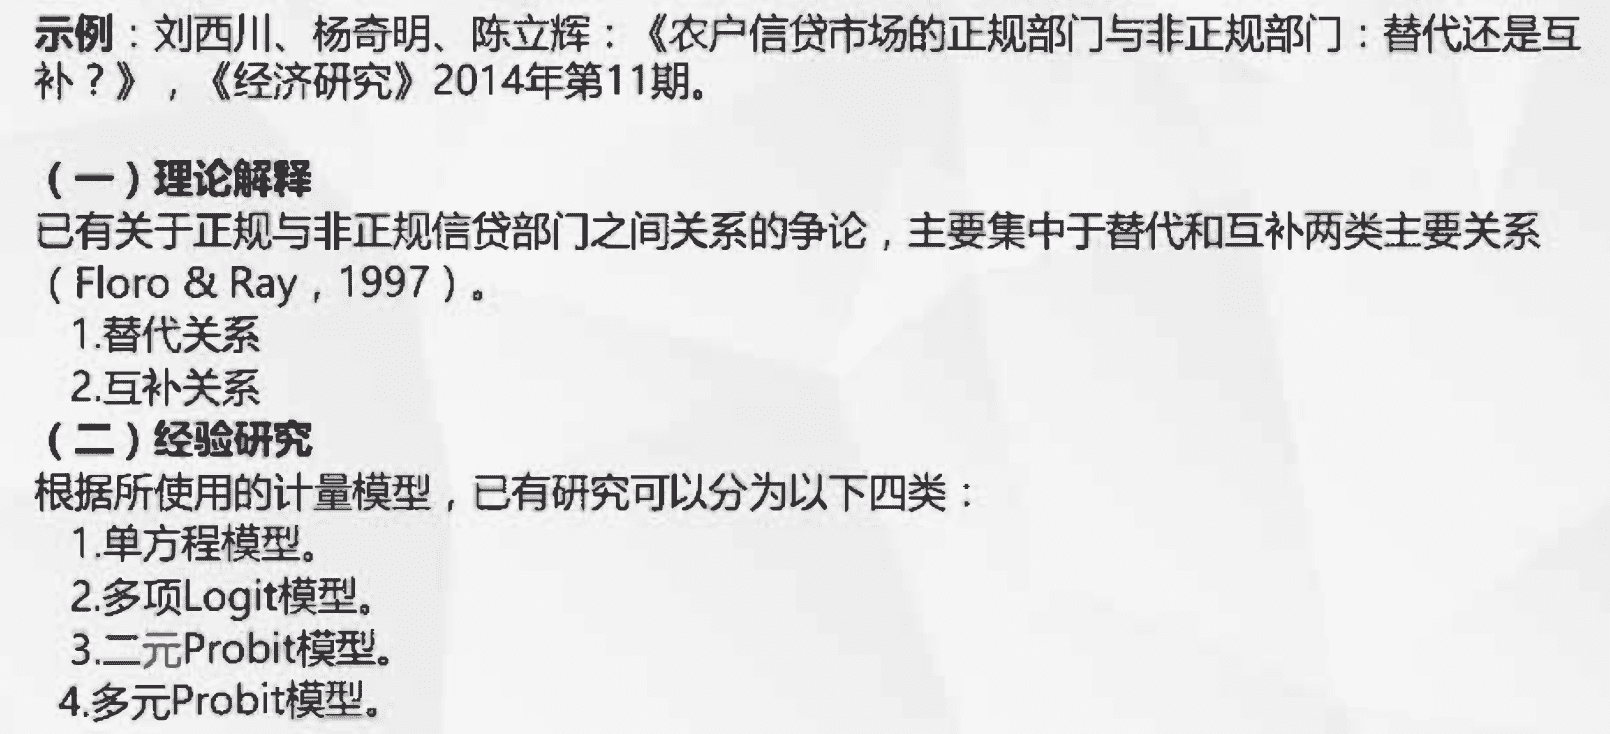 示例：刘西川、杨奇明、陈立辉：《农户信贷市场的正规部门与非正规部门：替代还是互
补？》，《经济研究》2014年第11期。
（一）理论解释
已有关于正规与非正规信贷部门之间关系的争论，主要集中于替代和互补两类主要关系
（Floro & Ray，1997）。
1.替代关系
2.互补关系
（二）经验研究
根据所使用的计量模型，已有研究可以分为以下四类：
1.单方程模型。
2.多项Logit模型。
3.二元Probit模型。
4.多元Probit模型。